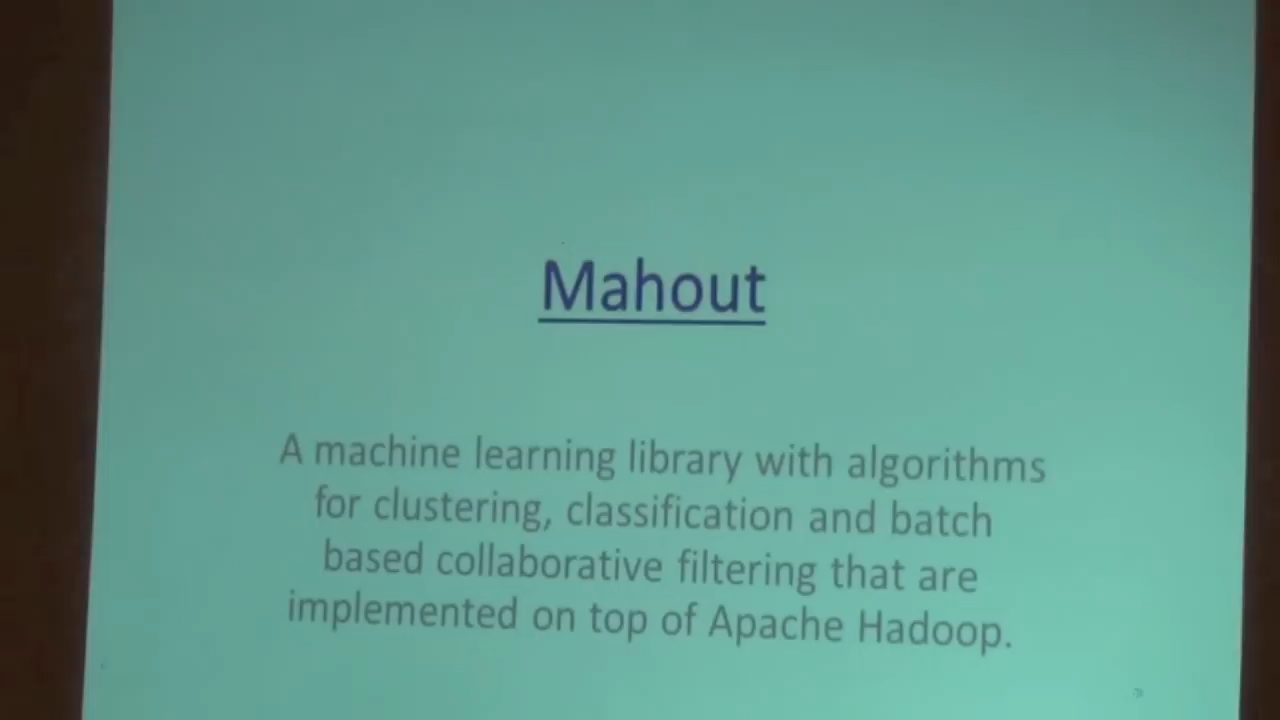 Mahout
A machine learning library with algorithms
for clustering, classification and batch
based collaborative filtering that are
implemented on top of Apache Hadoop.